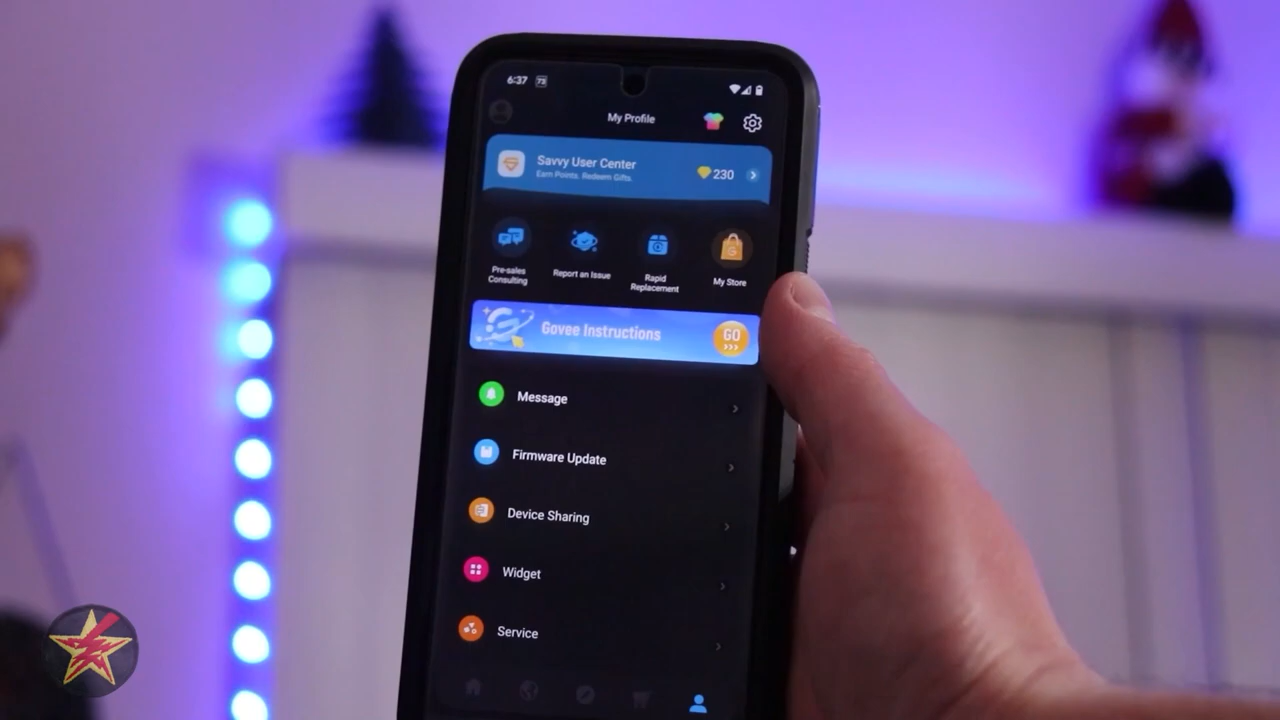 6:37 73
My Profile
Savvy User Center
Earn Points. Redeem Gifts.
230
Pre-sales
Consulting
Report an Issue
Rapid
Replacement
My Store
Govee Instructions
GO
Message
Firmware Update
Device Sharing
Widget
Service